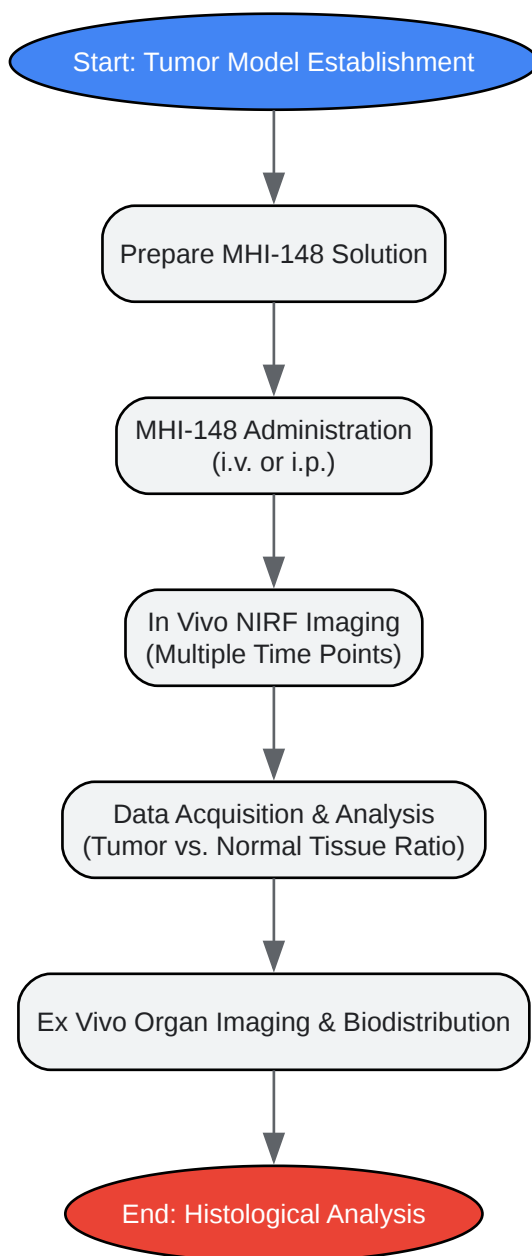 Start: Tumor Model Establishment
Prepare MHI-148 Solution
MHI-148 Administration
(i.v. or i.p.)
In Vivo NIRF Imaging
(Multiple Time Points)
Data Acquisition & Analysis
(Tumor vs. Normal Tissue Ratio)
Ex Vivo Organ Imaging & Biodistribution
End: Histological Analysis